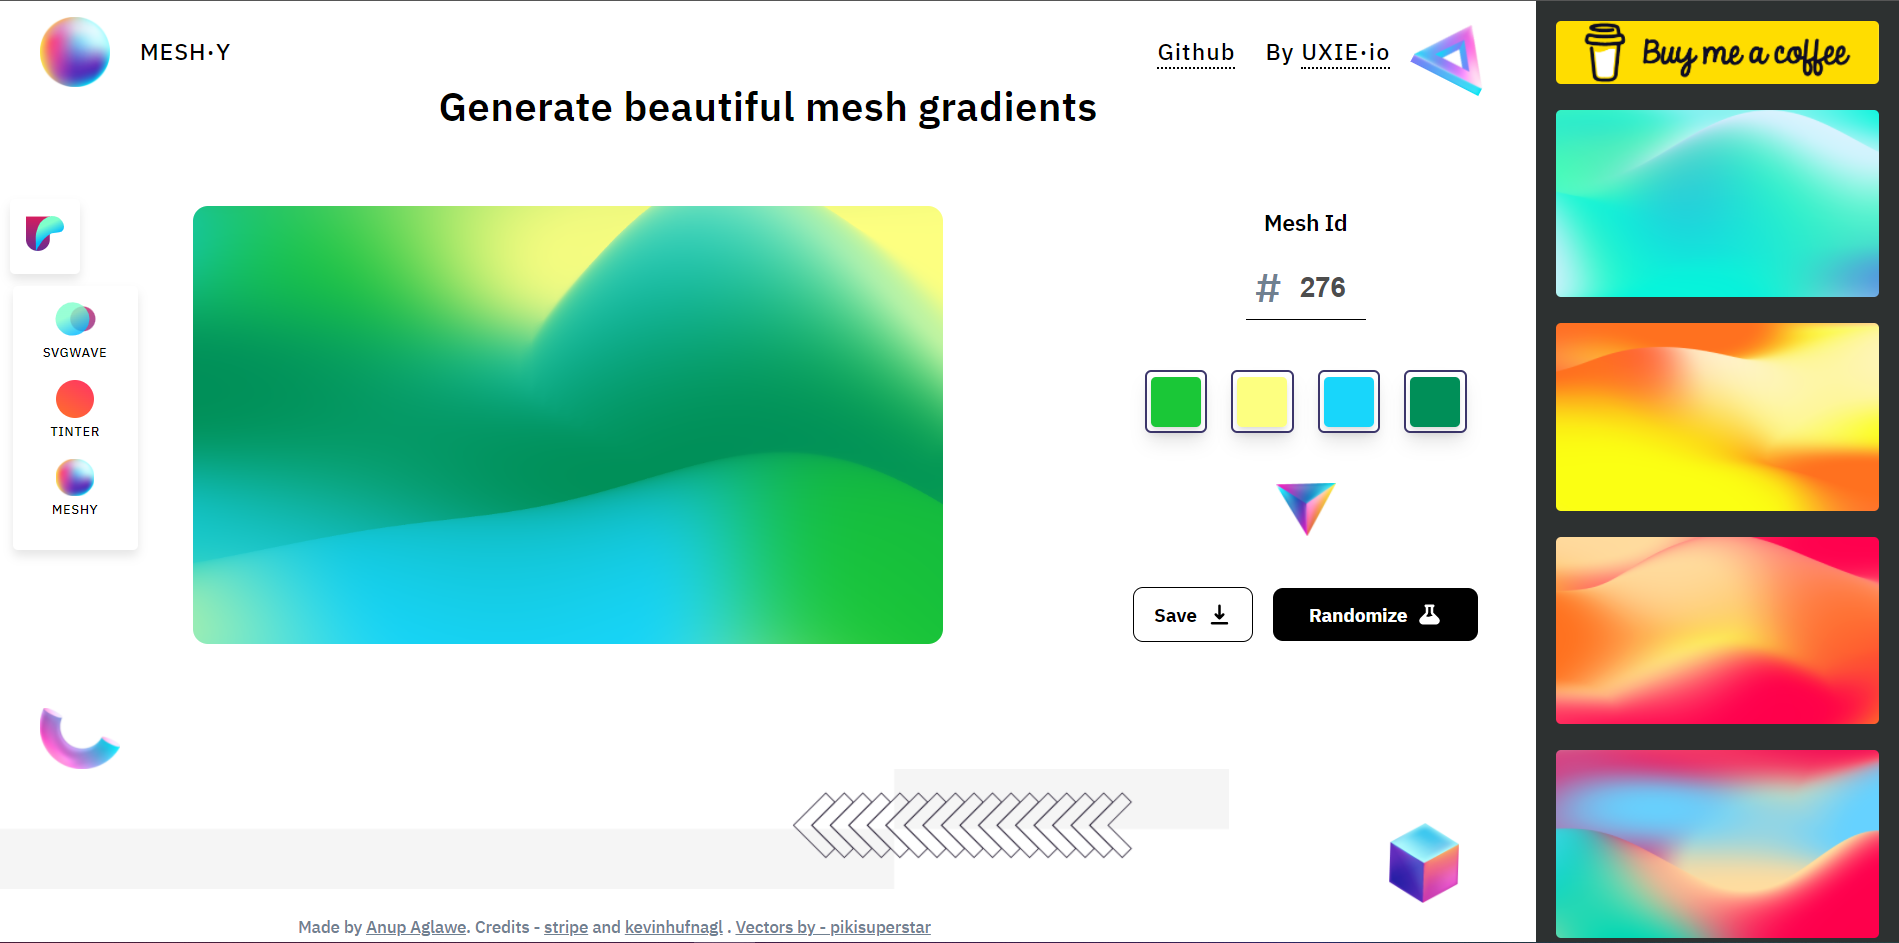 MESH·Y
Github
By UXIE·io
Generate beautiful mesh gradients
SVGWAVE
TINTER
MESHY
Mesh Id
# 276
Save
Randomize
Made by Anup Aglawe. Credits - stripe and kevinhufnagl . Vectors by - pikisuperstar
Buy me a coffee